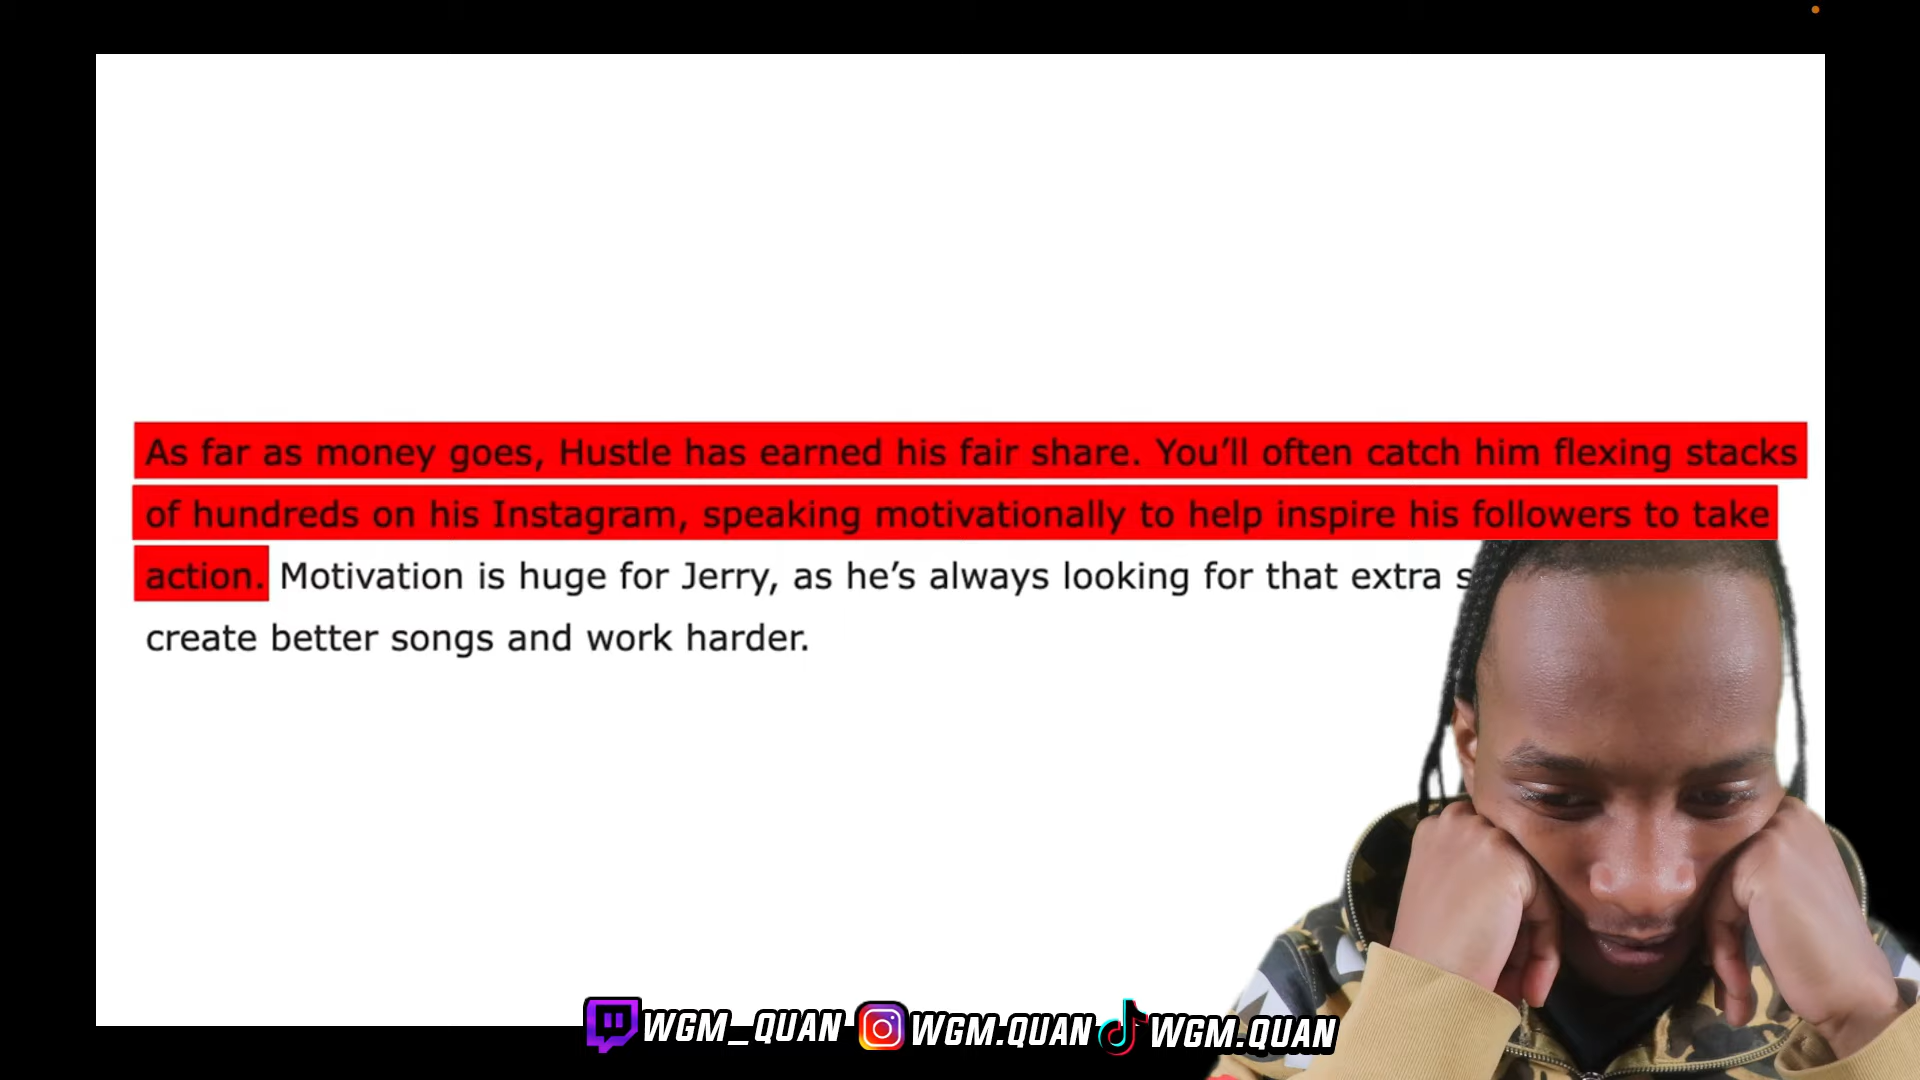 As far as money goes, Hustle has earned his fair share. You’ll often catch him flexing stacks
of hundreds on his Instagram, speaking motivationally to help inspire his followers to take
action. Motivation is huge for Jerry, as he’s always looking for that extra
create better songs and work harder.
WGM_QUAN WGM.QUAN WGM.QUAN